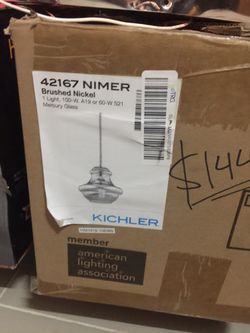 42167 NIMER
Brushed Nickel
1 Light, 100-W. A19 or 60-W S21
Mercury Glass
KICHLER
$144
member
american
lighting
association